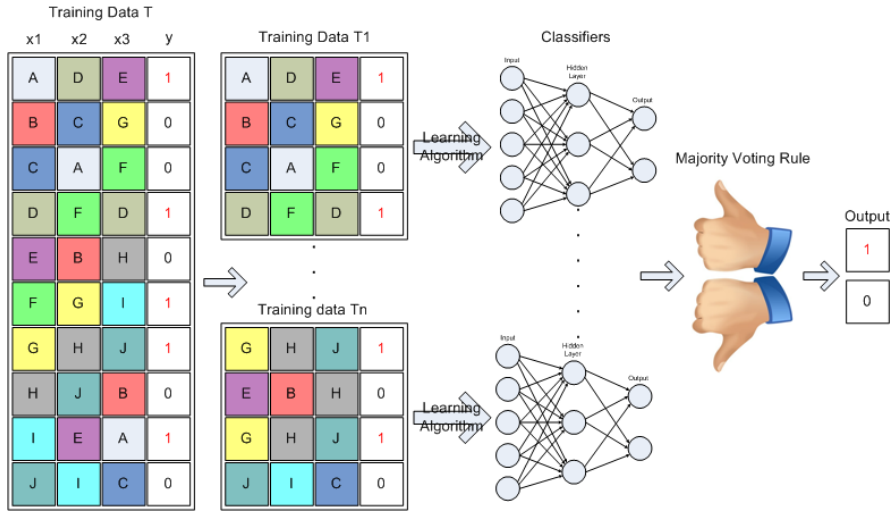 Training Data T
x1 x2 x3 y
A D E 1
B C G 0
C A F 0
D F D 1
E B H 0
F G I 1
G H J 1
H J B 0
I E A 1
J I C 0
Training Data T1
A D E 1
B C G 0
C A F 0
D F D 1
Training data Tn
G H J 1
E B H 0
G H J 1
J I C 0
Learning
Algorithm
Learning
Algorithm
Classifiers
Input
Hidden
Layer
Output
Input
Hidden
Layer
Output
Majority Voting Rule
Output
1
0